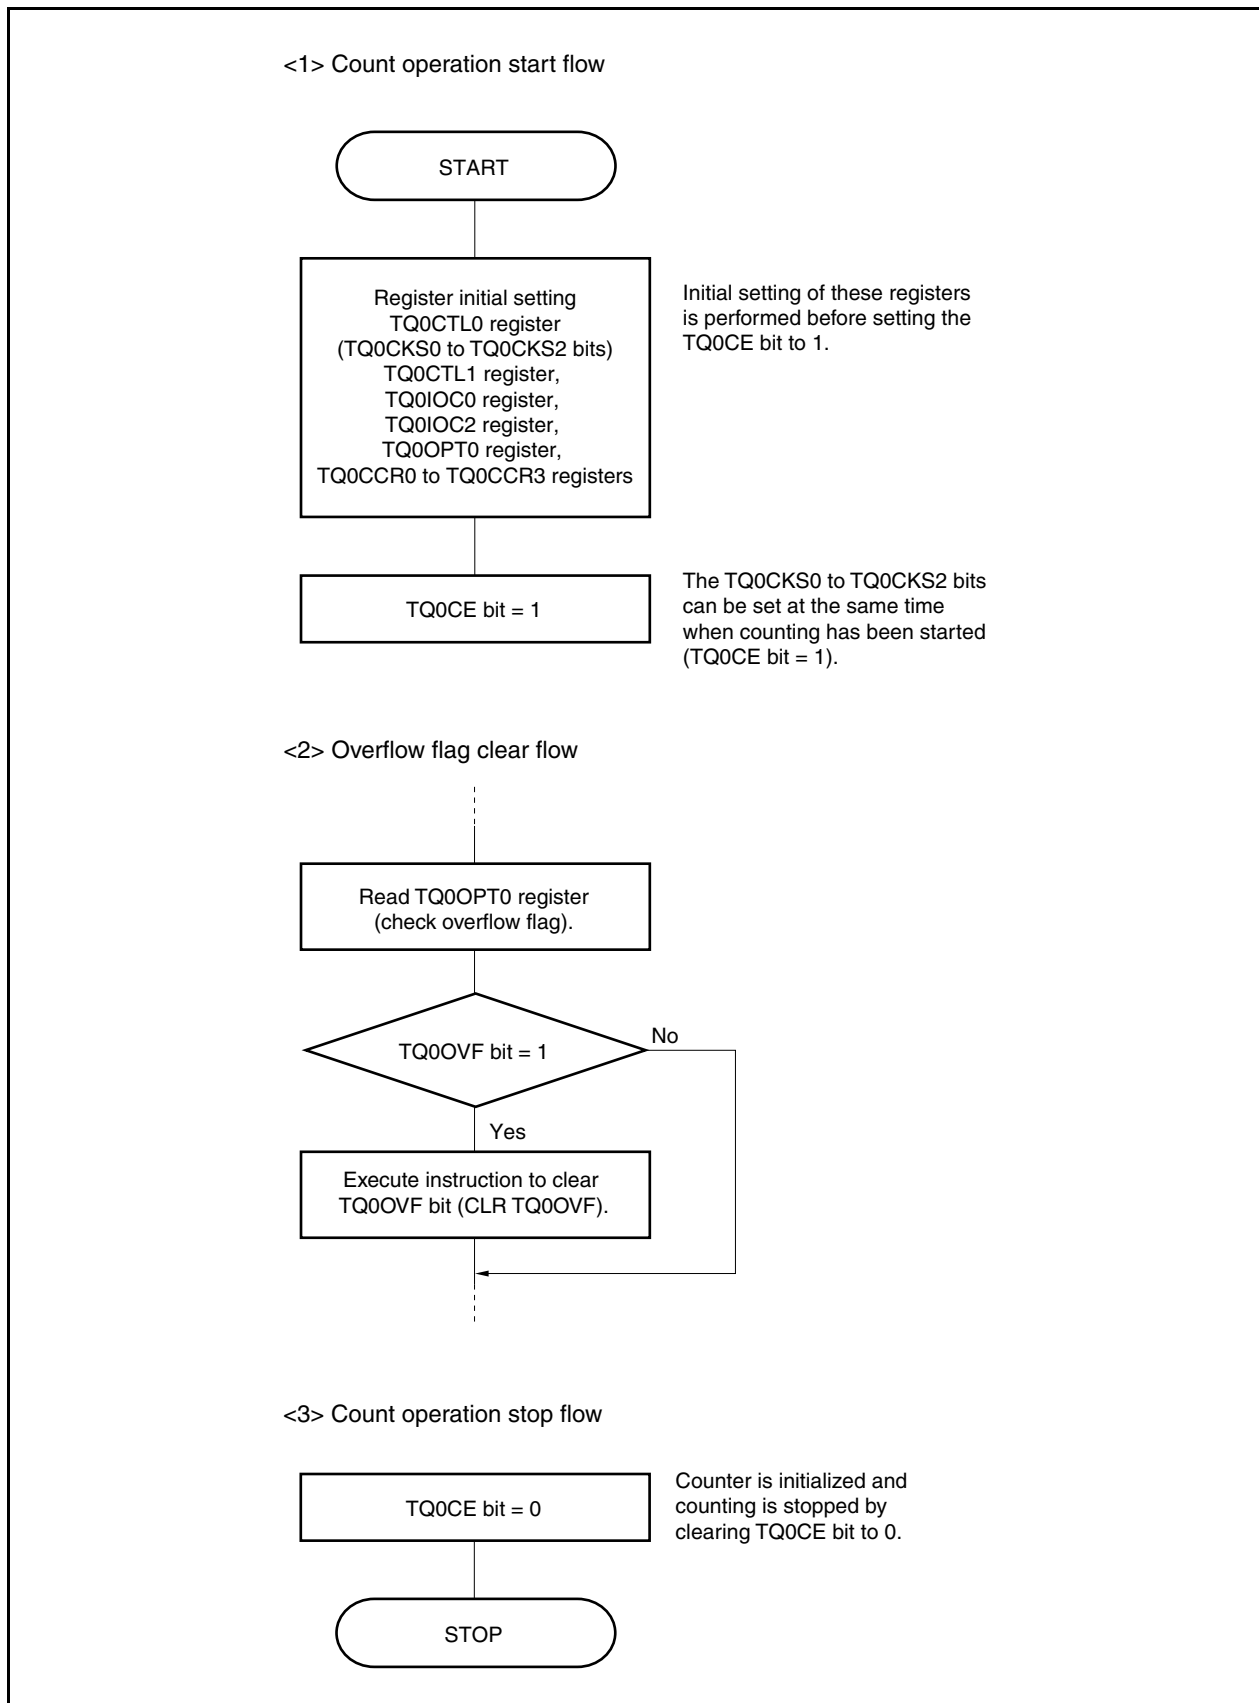 <1> Count operation start flow
START
Register initial setting
TQ0CTL0 register
(TQ0CKS0 to TQ0CKS2 bits)
TQ0CTL1 register,
TQ0IOC0 register,
TQ0IOC2 register,
TQ0OPT0 register,
TQ0CCR0 to TQ0CCR3 registers
Initial setting of these registers
is performed before setting the
TQ0CE bit to 1.
TQ0CE bit = 1
The TQ0CKS0 to TQ0CKS2 bits
can be set at the same time
when counting has been started
(TQ0CE bit = 1).
<2> Overflow flag clear flow
Read TQ0OPT0 register
(check overflow flag).
TQ0OVF bit = 1
No
Yes
Execute instruction to clear
TQ0OVF bit (CLR TQ0OVF).
<3> Count operation stop flow
TQ0CE bit = 0
Counter is initialized and
counting is stopped by
clearing TQ0CE bit to 0.
STOP